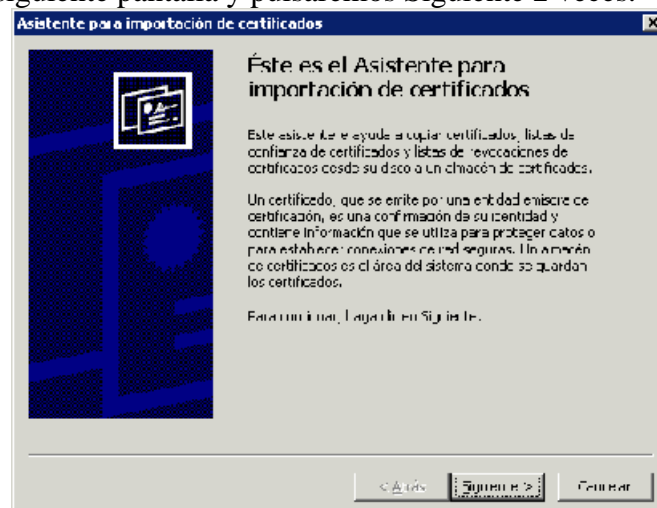 siguiente pantalla y pulsaremos Siguiente 2 veces.
Asistente para importación de certificados
Éste es el Asistente para
importación de certificados
Este asistente le ayuda a copiar certificados, listas de
confianza de certificados y listas de revocaciones de
certificados desde su disco a un almacén de certificados.
Un certificado, que se emite por una entidad emisora de
certificación, es una confirmación de su identidad y
contiene información que se utiliza para proteger datos o
para establecer conexiones de red seguras. Un almacén
de certificados es el área del sistema donde se guardan
los certificados.
Para continuar, haga clic en Siguiente.
< Atrás
Siguiente >
Cancelar